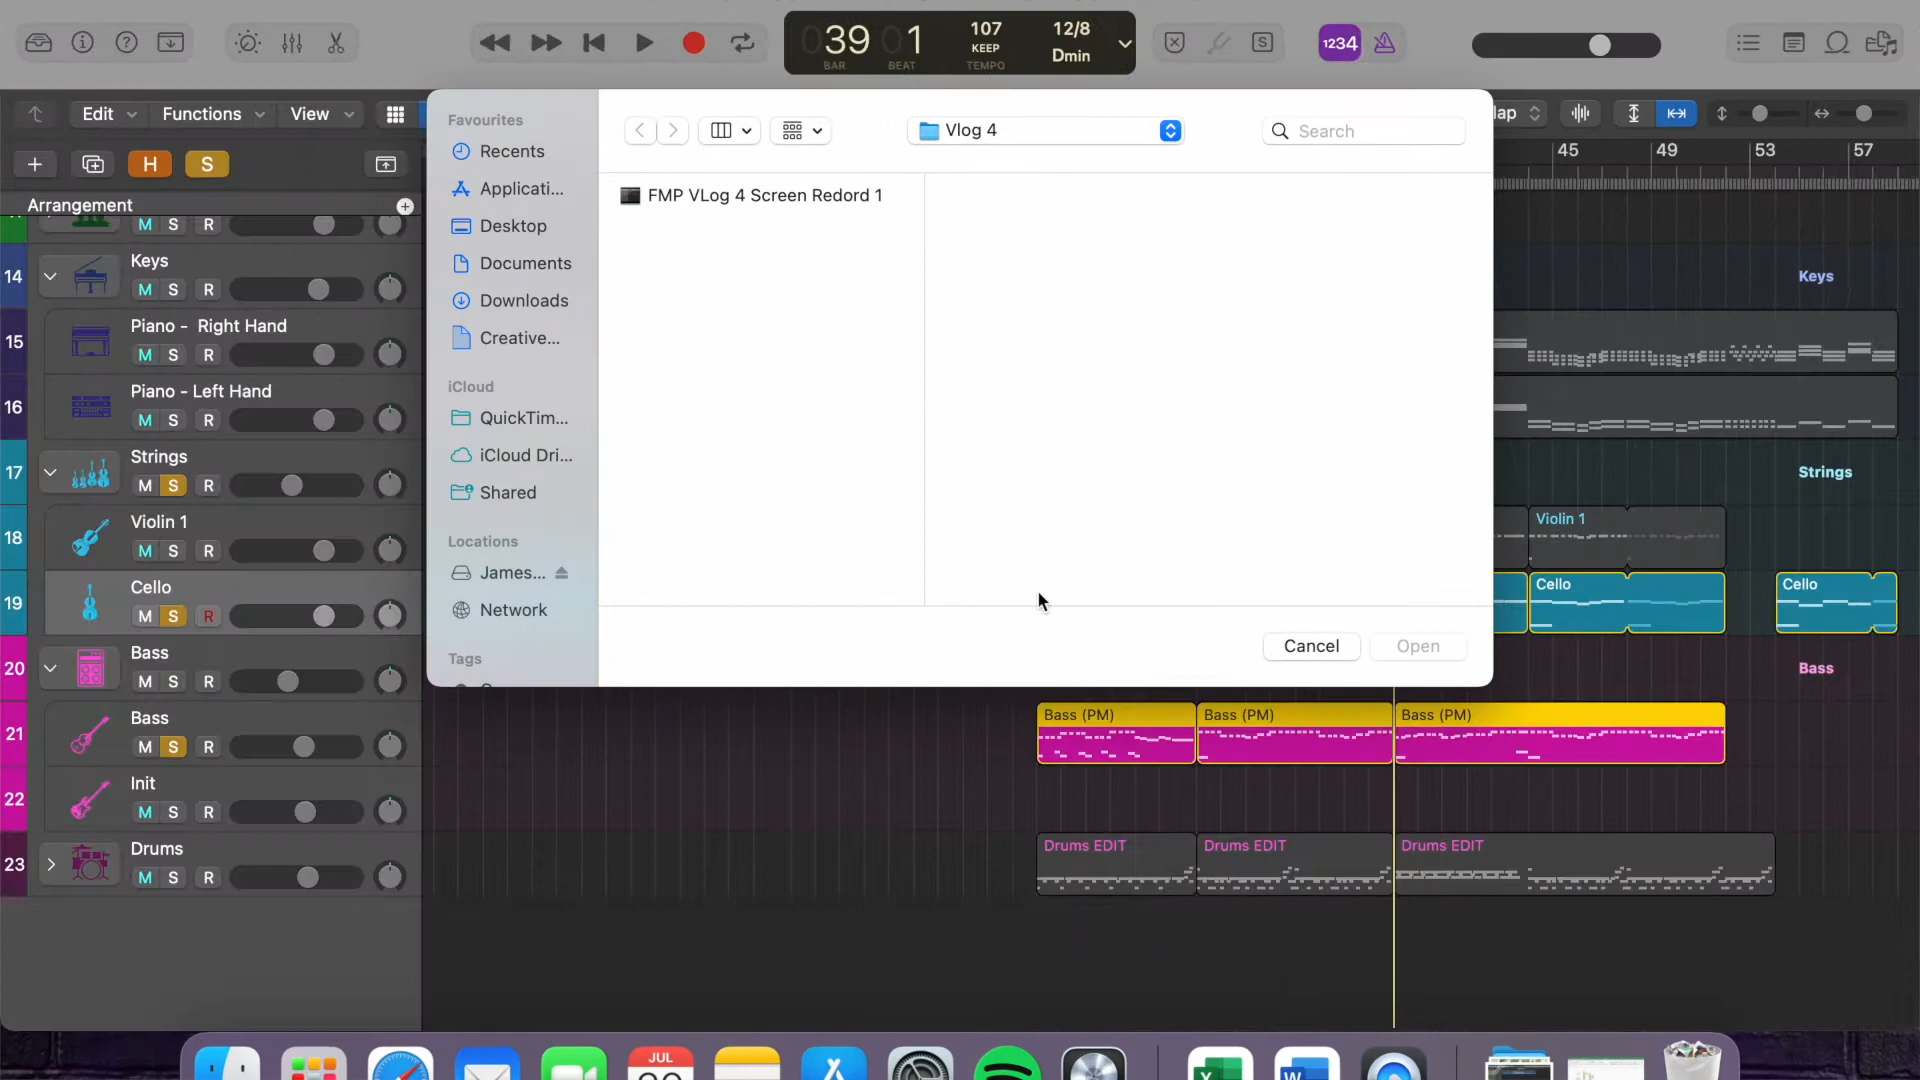 39 1
BAR
BEAT
107
KEEP
TEMPO
12/8
Dmin
1234
Edit
Functions
View
H
S
Arrangement
M S R
14
Keys
M S R
15
Piano - Right Hand
M S R
16
Piano - Left Hand
M S R
17
Strings
M S R
18
Violin 1
M S R
19
Cello
M S R
20
Bass
M S R
21
Bass
M S R
22
Init
M S R
23
Drums
M S R
Favourites
Recents
Applicati...
Desktop
Documents
Downloads
Creative...
iCloud
QuickTim...
iCloud Dri...
Shared
Locations
James...
Network
Tags
Vlog 4
Search
FMP VLog 4 Screen Redord 1
Cancel
Open
45
49
53
57
Keys
Strings
Violin 1
Cello
Cello
Bass
Bass (PM)
Bass (PM)
Bass (PM)
Drums EDIT
Drums EDIT
Drums EDIT
JUL